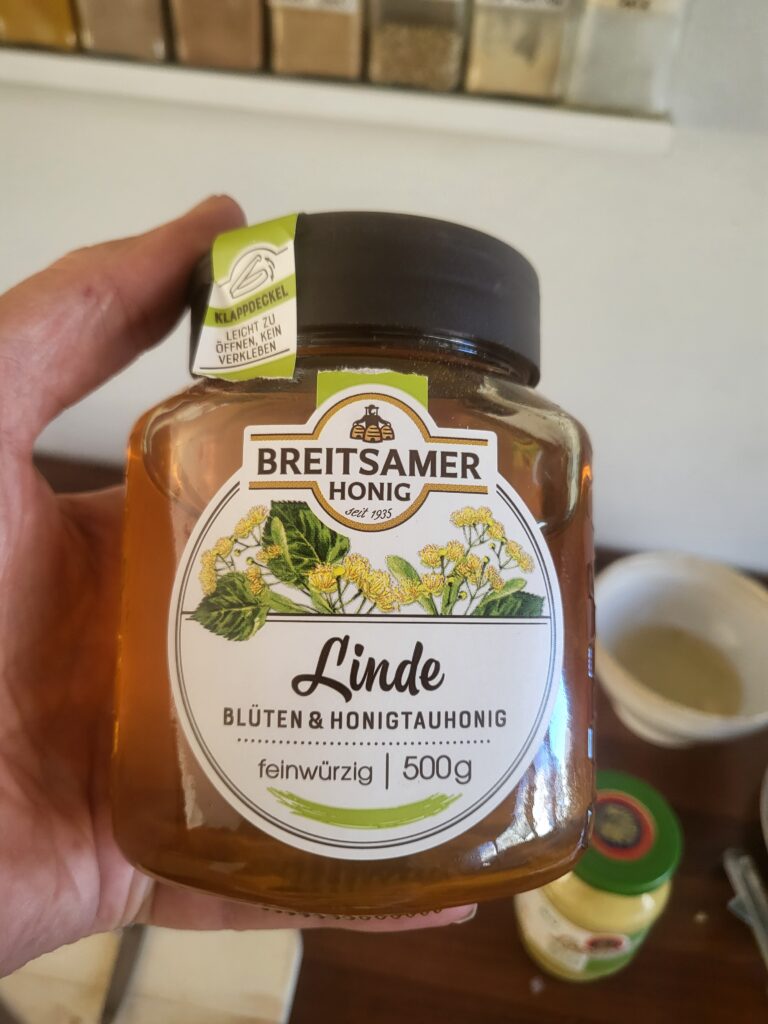 KLAPPDECKEL
LEICHT ZU
ÖFFNEN, KEIN
VERKLEBEN
BREITSAMER
HONIG
seit 1935
Linde
BLÜTEN & HONIGTAUHONIG
feinwürzig | 500g